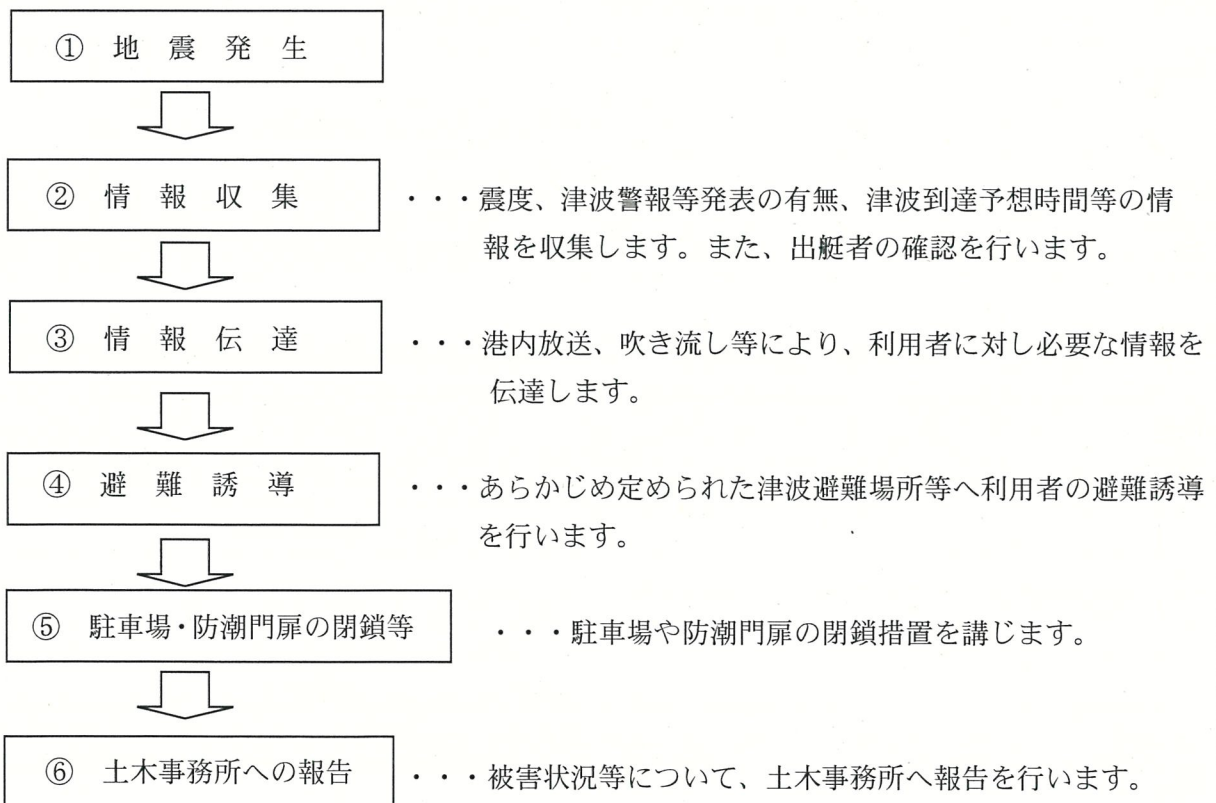 ① 地 震 発 生
② 情 報 収 集
・・・震度、津波警報等発表の有無、津波到達予想時間等の情
報を収集します。また、出艇者の確認を行います。
③ 情 報 伝 達
・・・港内放送、吹き流し等により、利用者に対し必要な情報を
伝達します。
④ 避 難 誘 導
・・・あらかじめ定められた津波避難場所等へ利用者の避難誘導
を行います。
⑤ 駐車場・防潮門扉の閉鎖等
・・・駐車場や防潮門扉の閉鎖措置を講じます。
⑥ 土木事務所への報告
・・・被害状況等について、土木事務所へ報告を行います。